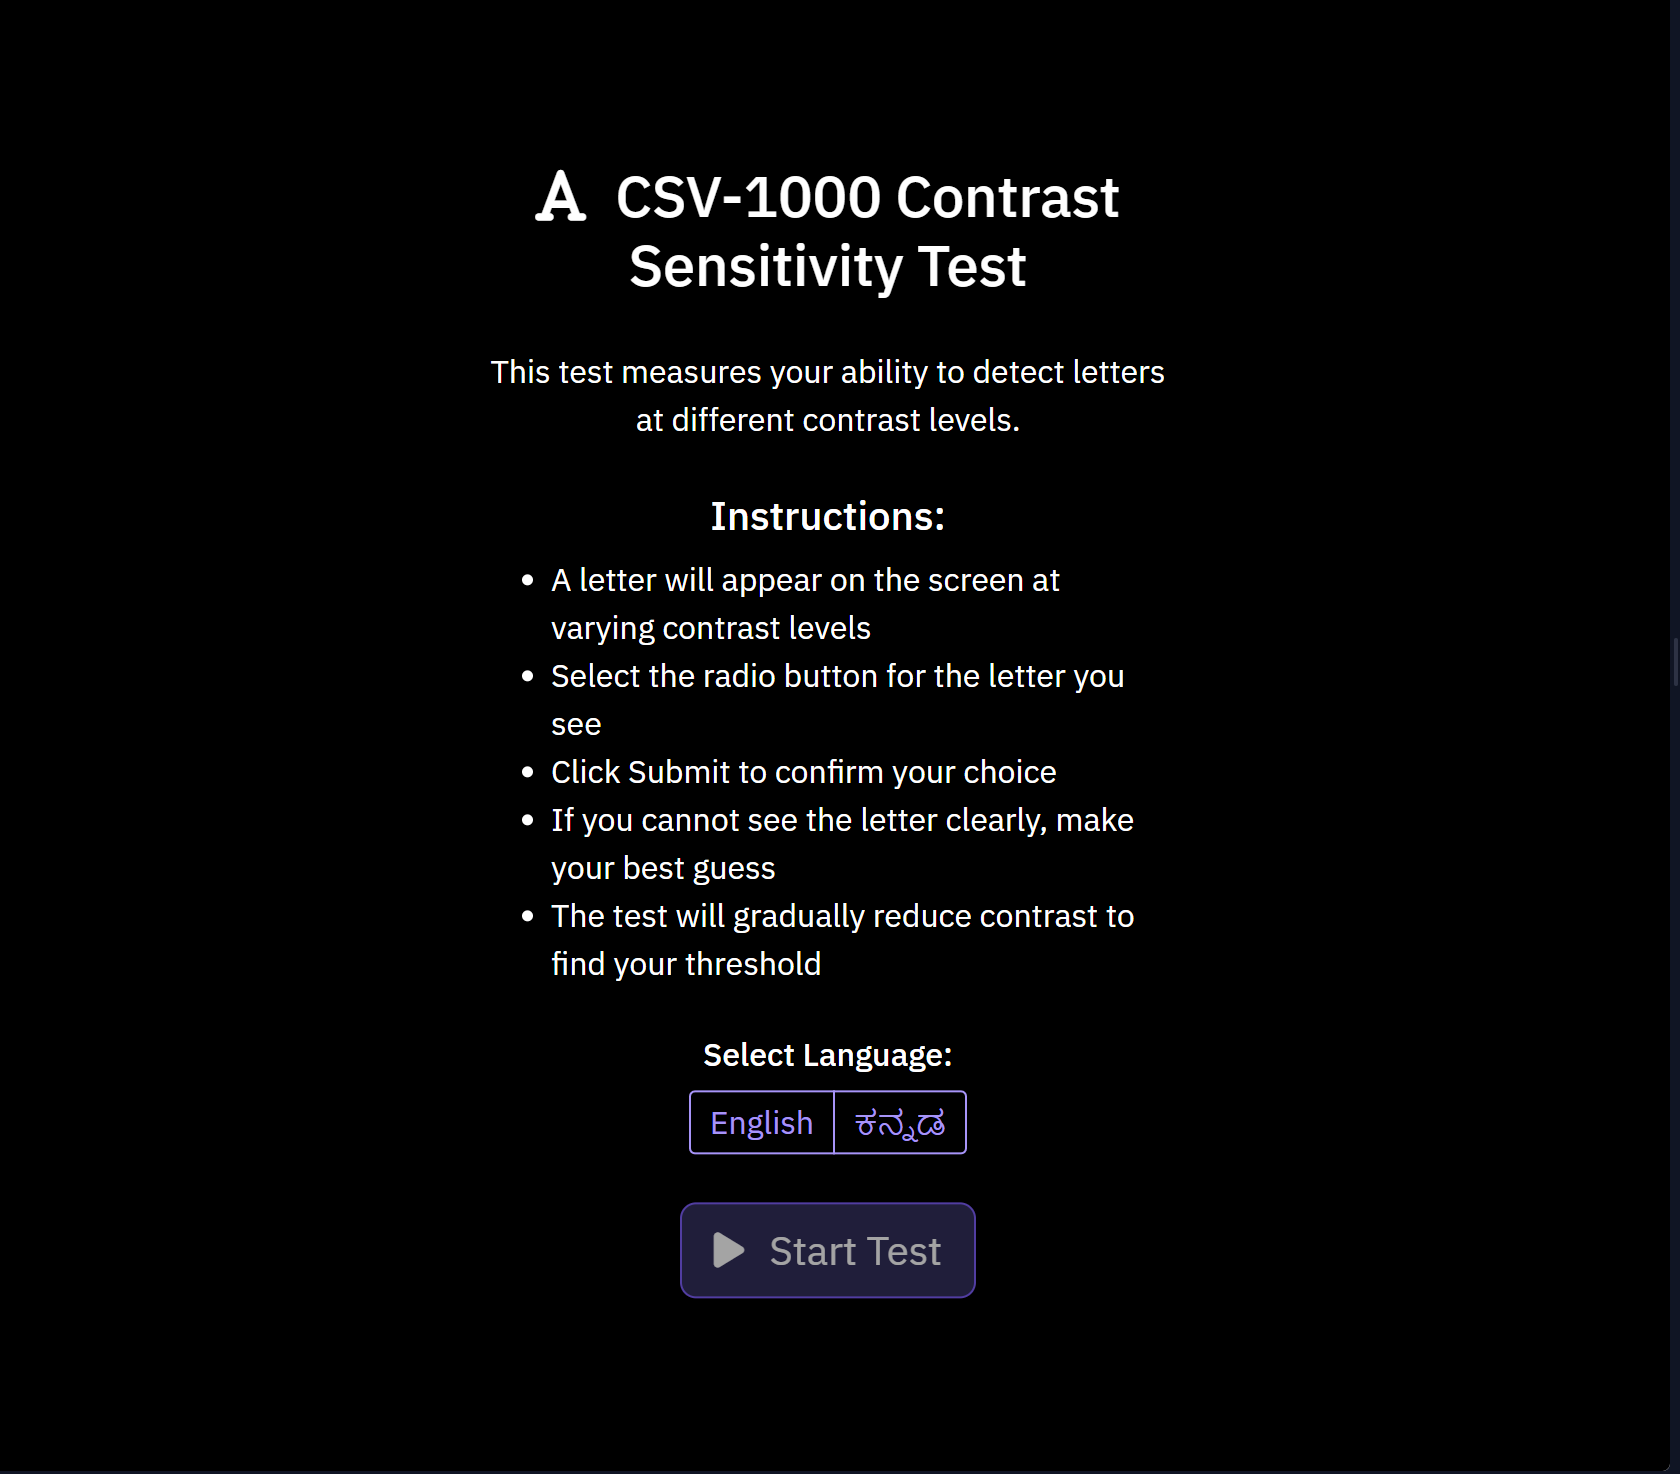 A CSV-1000 Contrast
Sensitivity Test
This test measures your ability to detect letters
at different contrast levels.
Instructions:
• A letter will appear on the screen at
varying contrast levels
• Select the radio button for the letter you
see
• Click Submit to confirm your choice
• If you cannot see the letter clearly, make
your best guess
• The test will gradually reduce contrast to
find your threshold
Select Language:
English ಕನ್ನಡ
Start Test